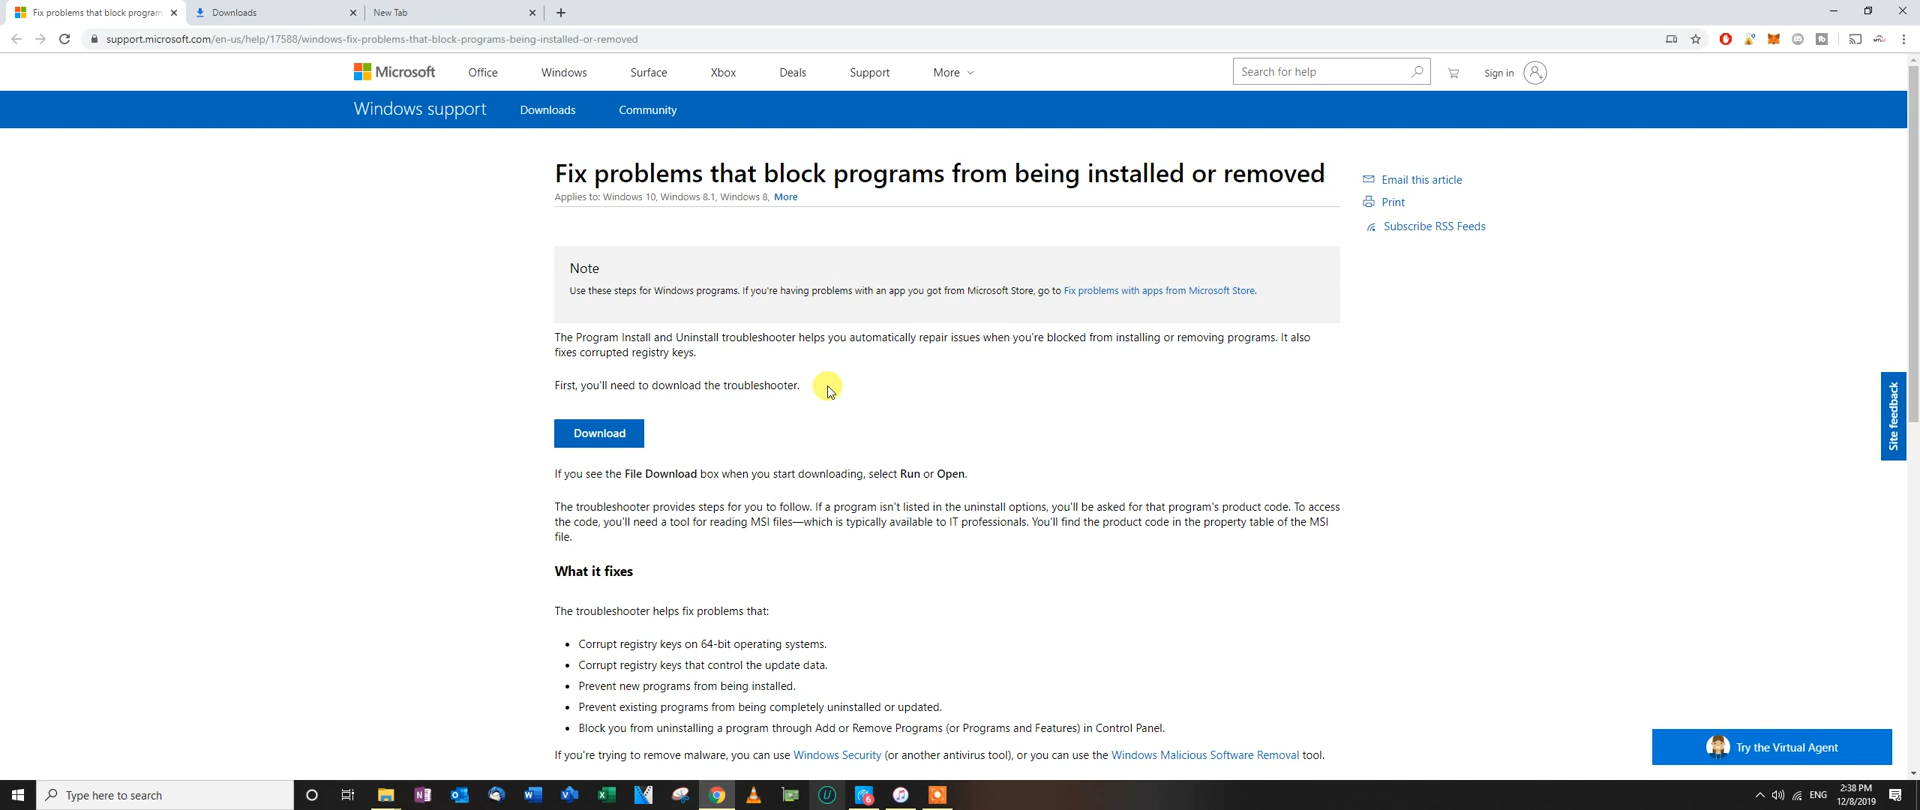 Fix problems that block program
Downloads
New Tab
support.microsoft.com/en-us/help/17588/windows-fix-problems-that-block-programs-being-installed-or-removed
Microsoft
Office
Windows
Surface
Xbox
Deals
Support
More
Search for help
Sign in
Windows support
Downloads
Community
Fix problems that block programs from being installed or removed
Applies to: Windows 10, Windows 8.1, Windows 8, More
Email this article
Print
Subscribe RSS Feeds
Note
Use these steps for Windows programs. If you're having problems with an app you got from Microsoft Store, go to Fix problems with apps from Microsoft Store.
The Program Install and Uninstall troubleshooter helps you automatically repair issues when you're blocked from installing or removing programs. It also
fixes corrupted registry keys.
First, you'll need to download the troubleshooter.
Download
Site feedback
If you see the File Download box when you start downloading, select Run or Open.
The troubleshooter provides steps for you to follow. If a program isn't listed in the uninstall options, you'll be asked for that program's product code. To access
the code, you'll need a tool for reading MSI files—which is typically available to IT professionals. You'll find the product code in the property table of the MSI
file.
What it fixes
The troubleshooter helps fix problems that:
• Corrupt registry keys on 64-bit operating systems.
• Corrupt registry keys that control the update data.
• Prevent new programs from being installed.
• Prevent existing programs from being completely uninstalled or updated.
• Block you from uninstalling a program through Add or Remove Programs (or Programs and Features) in Control Panel.
If you're trying to remove malware, you can use Windows Security (or another antivirus tool), or you can use the Windows Malicious Software Removal tool.
Try the Virtual Agent
Type here to search
ENG
2:38 PM
12/8/2019